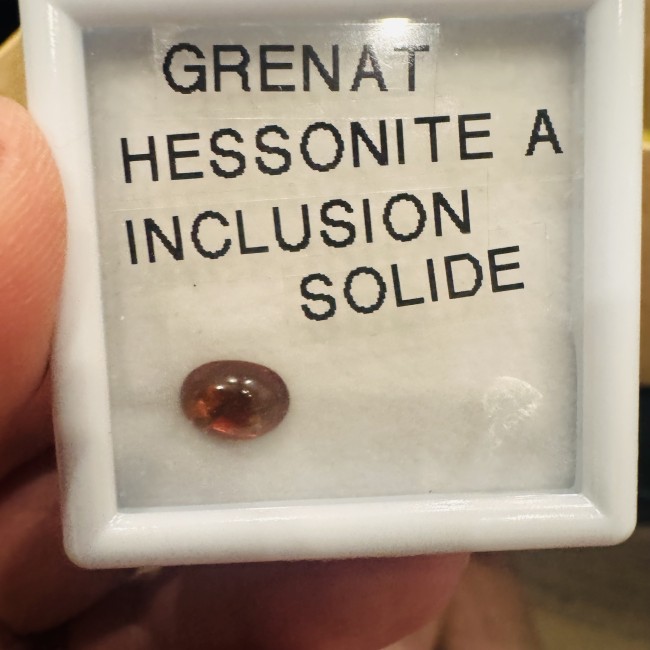 GRENAT
HESSONITE A
INCLUSION
SOLIDE